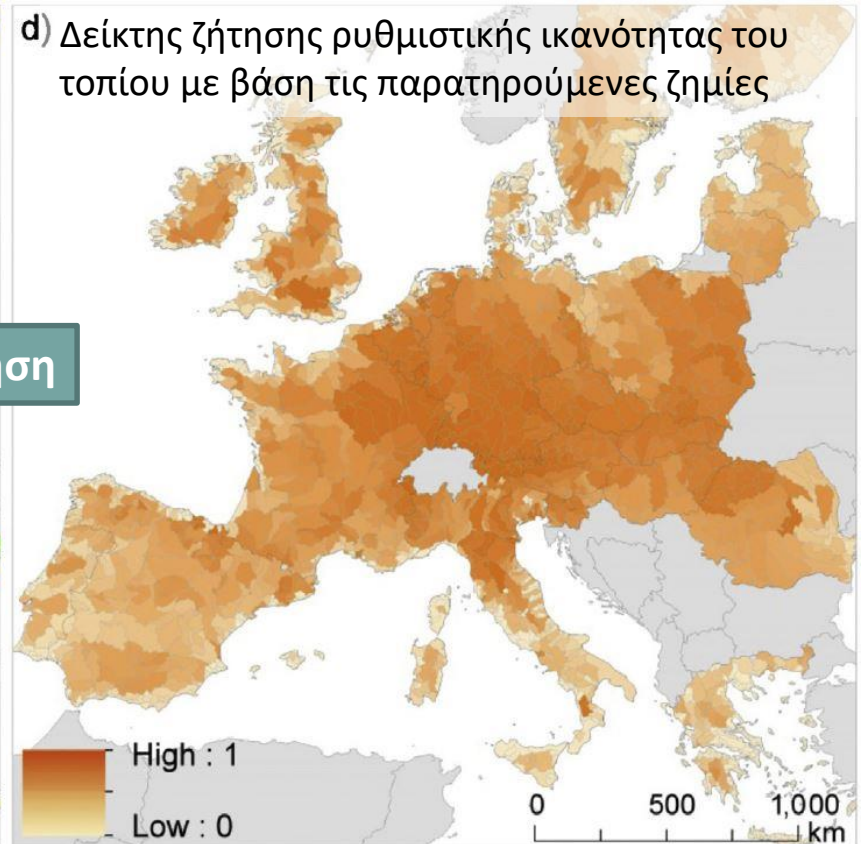 d) Δείκτης ζήτησης ρυθμιστικής ικανότητας του
τοπίου με βάση τις παρατηρούμενες ζημίες
ηση
High : 1
Low : 0
0 500 1,000
km